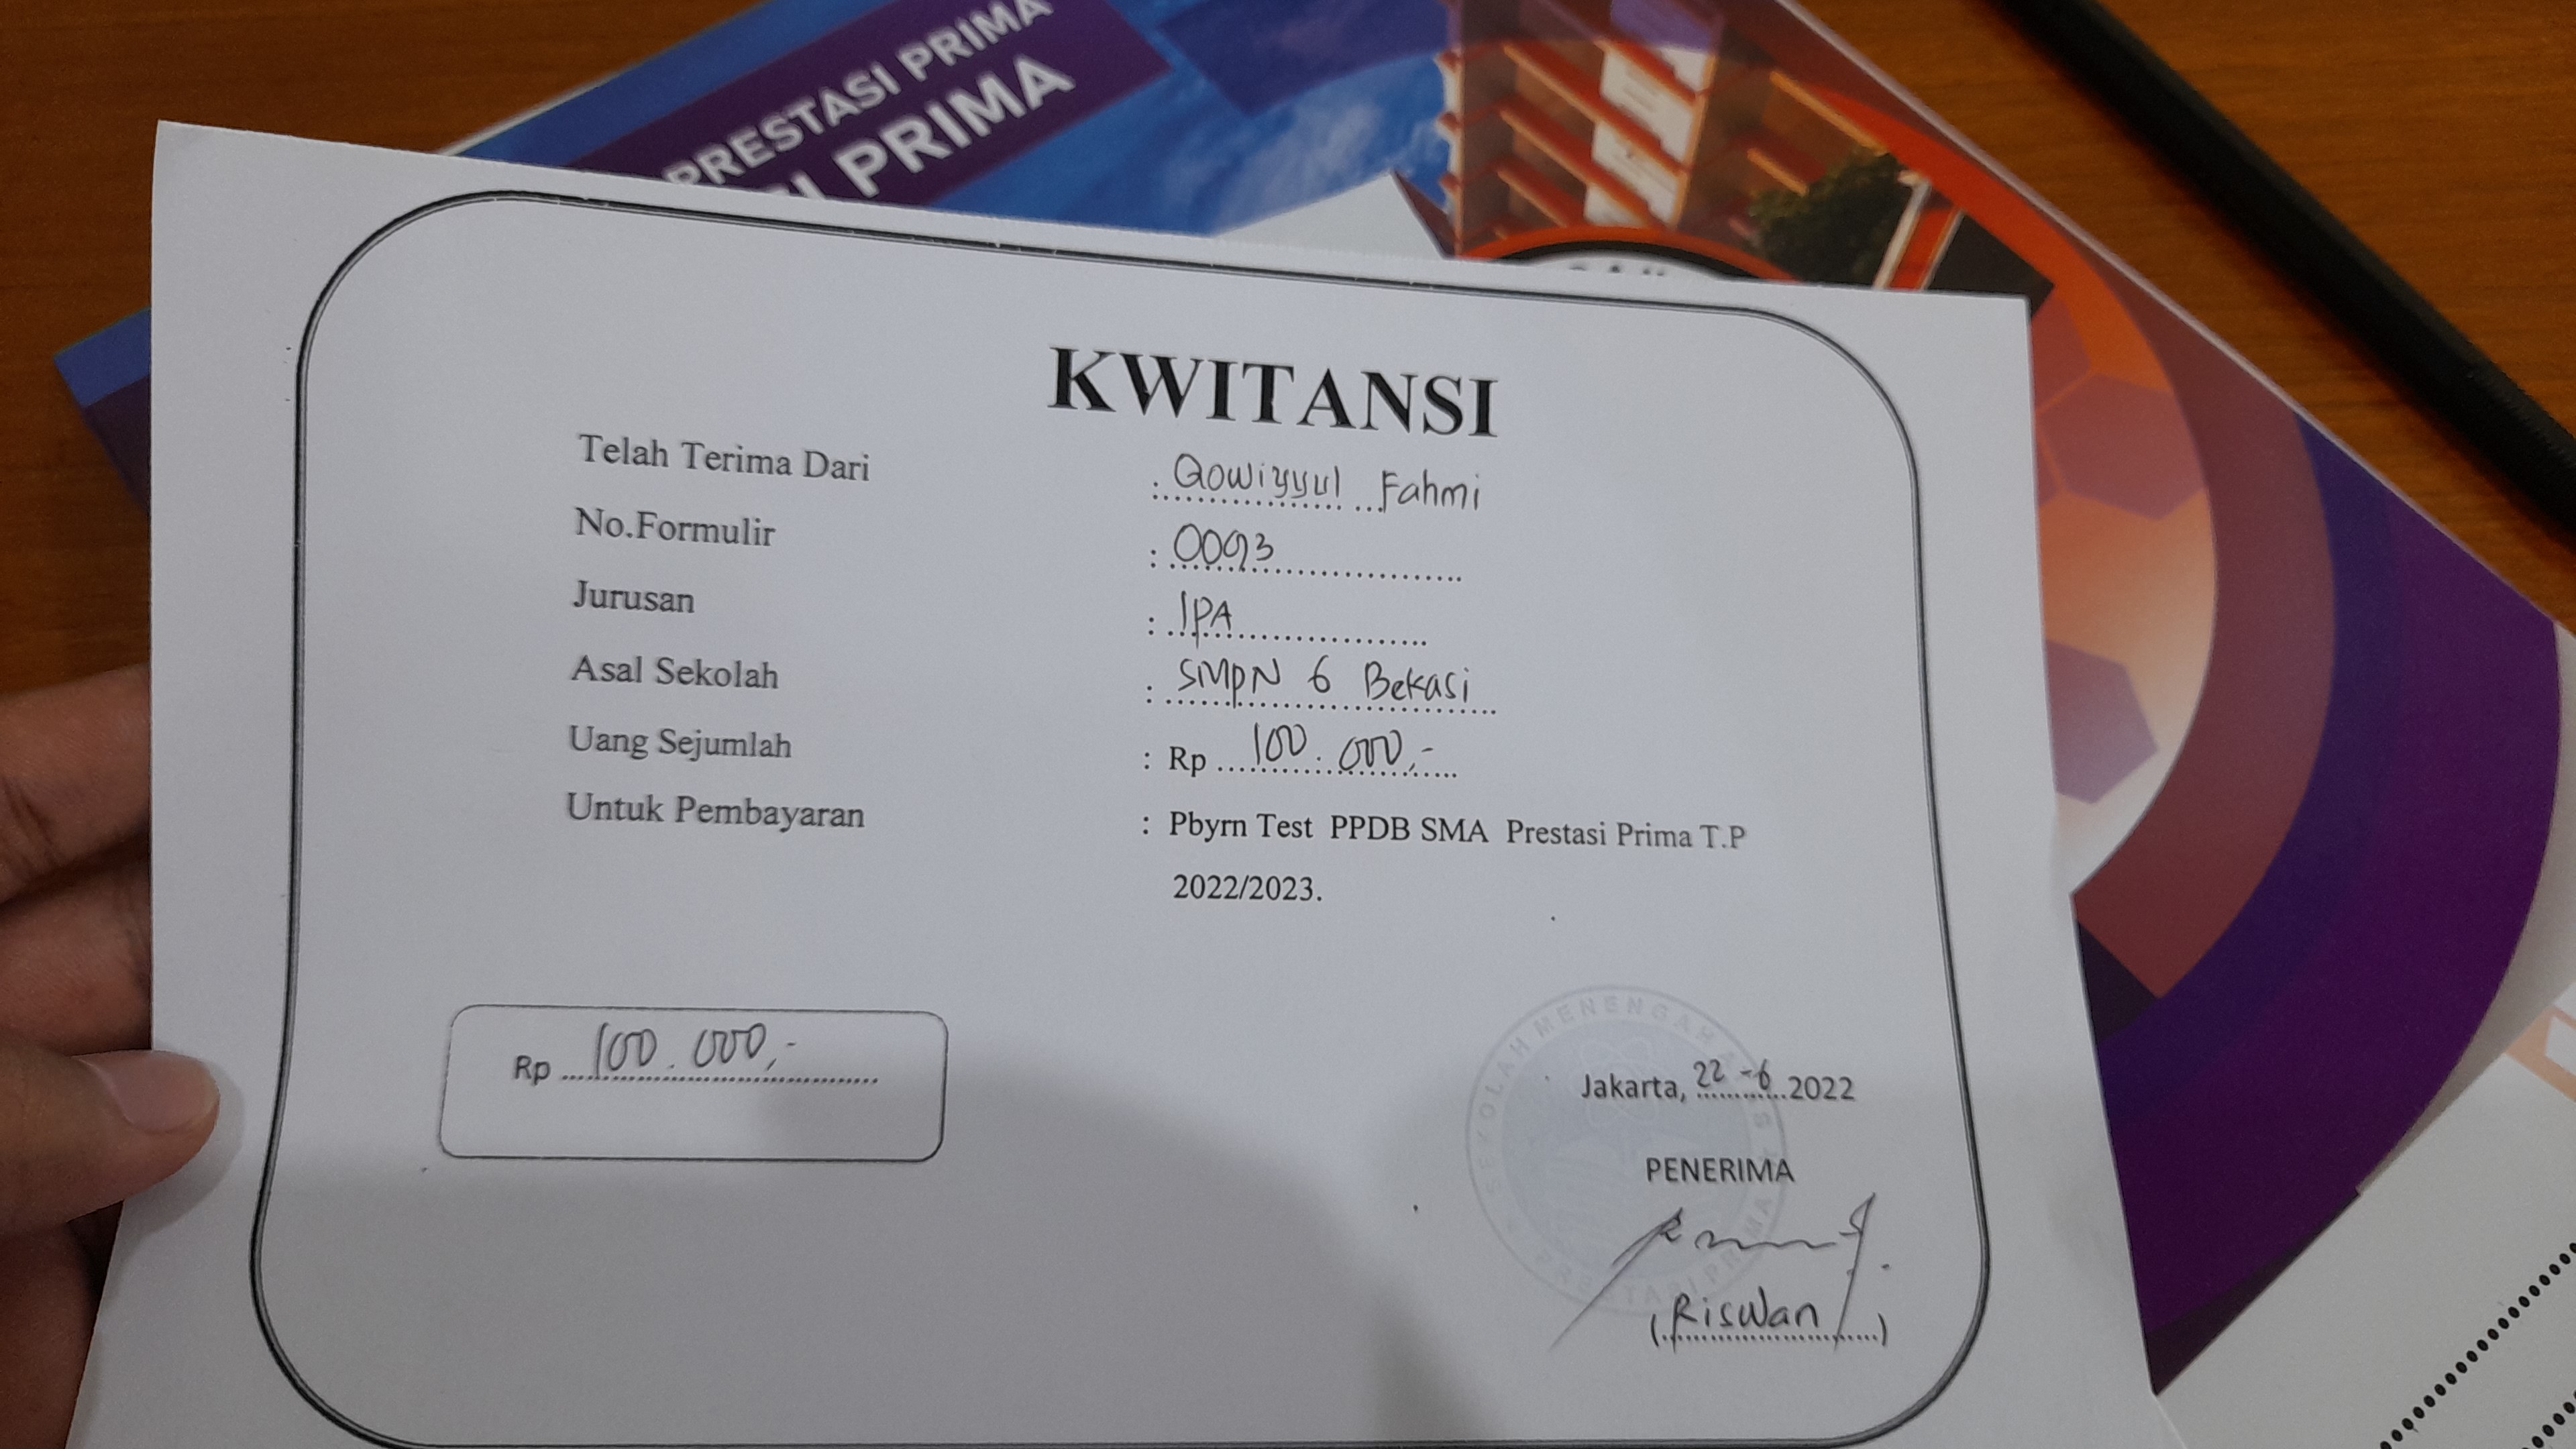 PRESTASI PRIMA
PRIMA
KWITANSI
Telah Terima Dari : Qowiyyul Fahmi
No.Formulir : 0093
Jurusan : IPA
Asal Sekolah : SMPN 6 Bekasi
Uang Sejumlah : Rp 100.000,-
Untuk Pembayaran : Pbyrn Test PPDB SMA Prestasi Prima T.P
2022/2023.
Rp 100.000,-
Jakarta, 22-6 2022
PENERIMA
(Riswan)
SEKOLAH MENENGAH ATAS
PRESTASI PRIMA